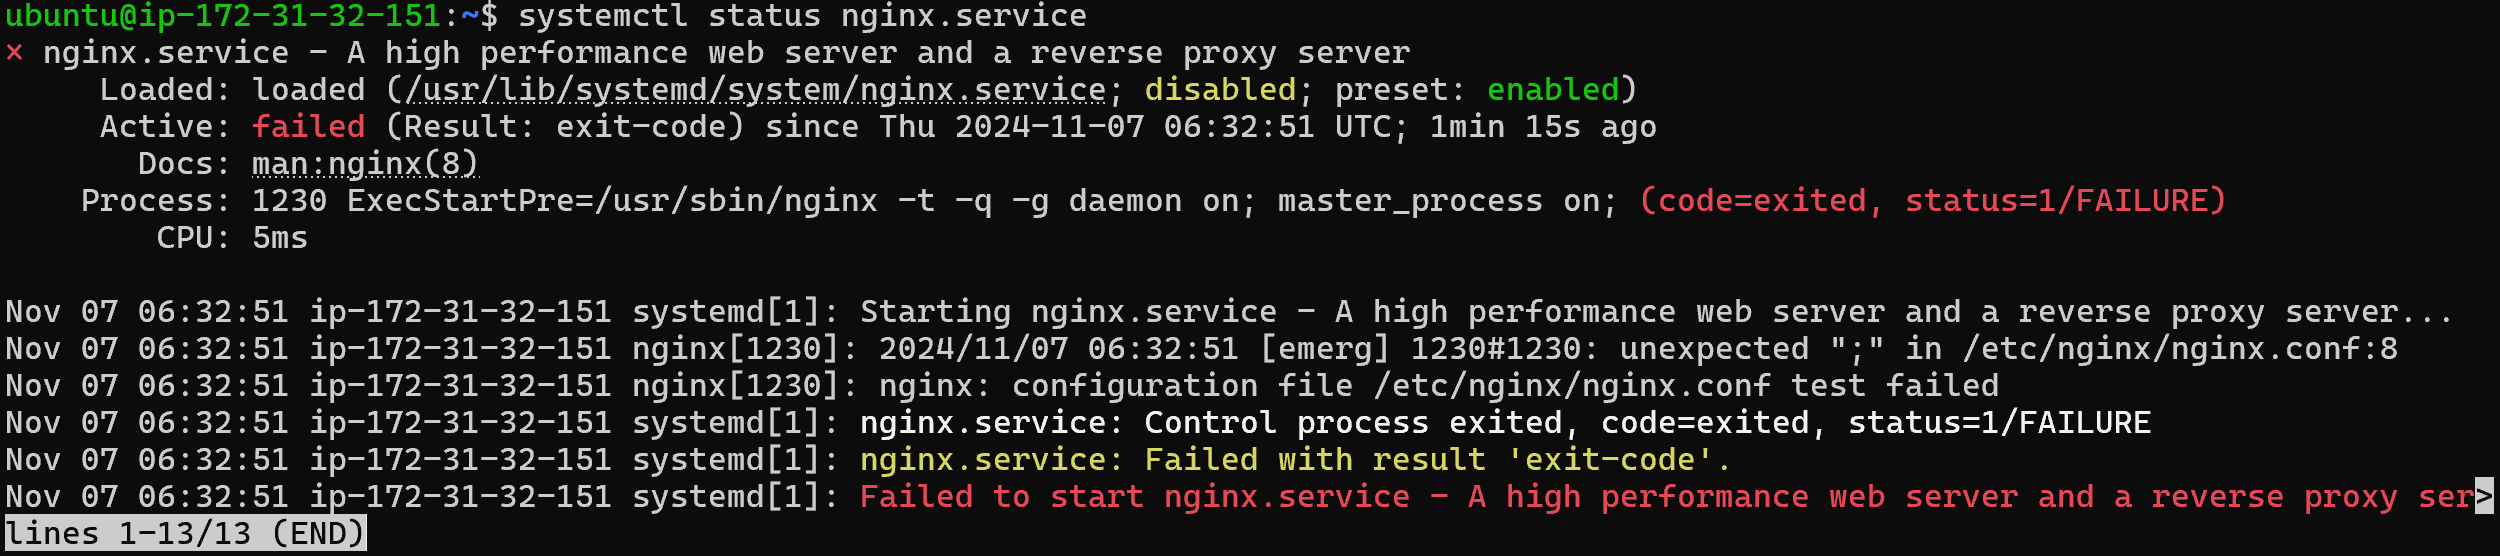 ubuntu@ip-172-31-32-151:~$ systemctl status nginx.service
× nginx.service - A high performance web server and a reverse proxy server
     Loaded: loaded (/usr/lib/systemd/system/nginx.service; disabled; preset: enabled)
     Active: failed (Result: exit-code) since Thu 2024-11-07 06:32:51 UTC; 1min 15s ago
       Docs: man:nginx(8)
    Process: 1230 ExecStartPre=/usr/sbin/nginx -t -q -g daemon on; master_process on; (code=exited, status=1/FAILURE)
        CPU: 5ms

Nov 07 06:32:51 ip-172-31-32-151 systemd[1]: Starting nginx.service - A high performance web server and a reverse proxy server...
Nov 07 06:32:51 ip-172-31-32-151 nginx[1230]: 2024/11/07 06:32:51 [emerg] 1230#1230: unexpected ";" in /etc/nginx/nginx.conf:8
Nov 07 06:32:51 ip-172-31-32-151 nginx[1230]: nginx: configuration file /etc/nginx/nginx.conf test failed
Nov 07 06:32:51 ip-172-31-32-151 systemd[1]: nginx.service: Control process exited, code=exited, status=1/FAILURE
Nov 07 06:32:51 ip-172-31-32-151 systemd[1]: nginx.service: Failed with result 'exit-code'.
Nov 07 06:32:51 ip-172-31-32-151 systemd[1]: Failed to start nginx.service - A high performance web server and a reverse proxy ser>
lines 1-13/13 (END)